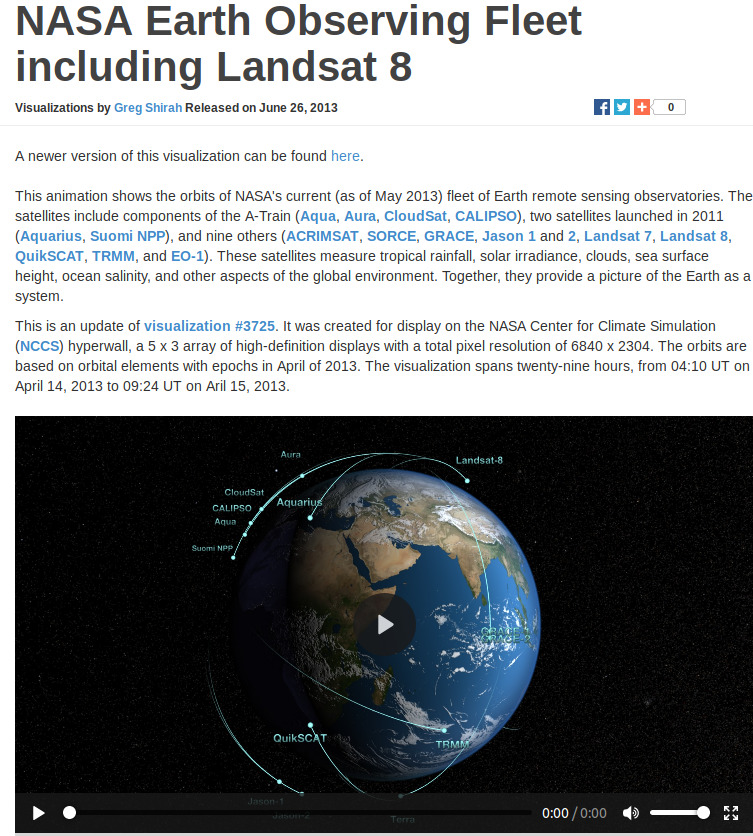 NASA Earth Observing Fleet
including Landsat 8
Visualizations by Greg Shirah Released on June 26, 2013
0
A newer version of this visualization can be found here.
This animation shows the orbits of NASA's current (as of May 2013) fleet of Earth remote sensing observatories. The
satellites include components of the A-Train (Aqua, Aura, CloudSat, CALIPSO), two satellites launched in 2011
(Aquarius, Suomi NPP), and nine others (ACRIMSAT, SORCE, GRACE, Jason 1 and 2, Landsat 7, Landsat 8,
QuikSCAT, TRMM, and EO-1). These satellites measure tropical rainfall, solar irradiance, clouds, sea surface
height, ocean salinity, and other aspects of the global environment. Together, they provide a picture of the Earth as a
system.
This is an update of visualization #3725. It was created for display on the NASA Center for Climate Simulation
(NCCS) hyperwall, a 5 x 3 array of high-definition displays with a total pixel resolution of 6840 x 2304. The orbits are
based on orbital elements with epochs in April of 2013. The visualization spans twenty-nine hours, from 04:10 UT on
April 14, 2013 to 09:24 UT on Aril 15, 2013.
Aura
Landsat-8
CloudSat
Aquarius
CALIPSO
Aqua
Suomi NPP
GRACE-2
QuikSCAT
TRMM
Jason-1
Jason-2
Terra
0:00 / 0:00